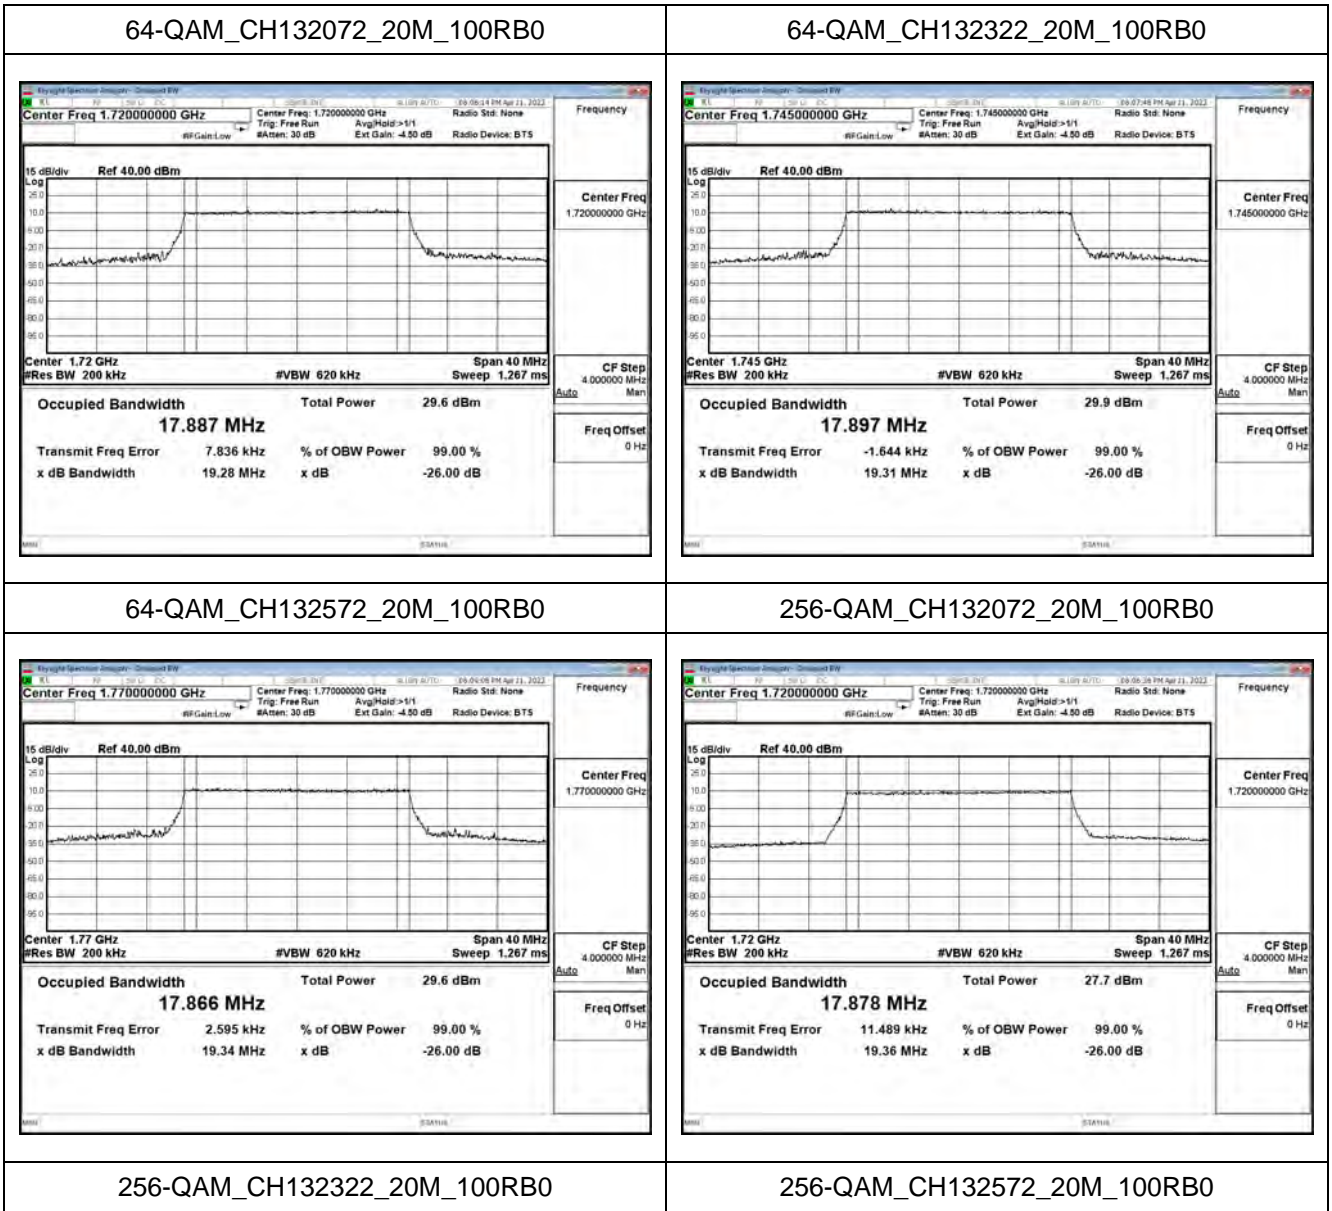 64-QAM_CH132072_20M_100RB0
64-QAM_CH132322_20M_100RB0
Center Freq 1.720000000 GHz
Center Freq: 1.720000000 GHz
Trig: Free Run Avg|Hold:>1/1
#IFGain:Low #Atten: 30 dB Ext Gain: -4.50 dB
Radio Std: None
Radio Device: BTS
Frequency
15 dB/div Ref 40.00 dBm
Log
Center Freq
1.720000000 GHz
Center 1.72 GHz Span 40 MHz
#Res BW 200 kHz #VBW 620 kHz Sweep 1.267 ms
CF Step
4.000000 MHz
Auto Man
Occupied Bandwidth Total Power 29.6 dBm
17.887 MHz
Transmit Freq Error 7.836 kHz % of OBW Power 99.00 %
x dB Bandwidth 19.28 MHz x dB -26.00 dB
Freq Offset
0 Hz
STATUS
Center Freq 1.745000000 GHz
Center Freq: 1.745000000 GHz
Trig: Free Run Avg|Hold:>1/1
#IFGain:Low #Atten: 30 dB Ext Gain: -4.50 dB
Radio Std: None
Radio Device: BTS
Frequency
15 dB/div Ref 40.00 dBm
Log
Center Freq
1.745000000 GHz
Center 1.745 GHz Span 40 MHz
#Res BW 200 kHz #VBW 620 kHz Sweep 1.267 ms
CF Step
4.000000 MHz
Auto Man
Occupied Bandwidth Total Power 29.9 dBm
17.897 MHz
Transmit Freq Error -1.644 kHz % of OBW Power 99.00 %
x dB Bandwidth 19.31 MHz x dB -26.00 dB
Freq Offset
0 Hz
STATUS
64-QAM_CH132572_20M_100RB0
256-QAM_CH132072_20M_100RB0
Center Freq 1.770000000 GHz
Center Freq: 1.770000000 GHz
Trig: Free Run Avg|Hold:>1/1
#IFGain:Low #Atten: 30 dB Ext Gain: -4.50 dB
Radio Std: None
Radio Device: BTS
Frequency
15 dB/div Ref 40.00 dBm
Log
Center Freq
1.770000000 GHz
Center 1.77 GHz Span 40 MHz
#Res BW 200 kHz #VBW 620 kHz Sweep 1.267 ms
CF Step
4.000000 MHz
Auto Man
Occupied Bandwidth Total Power 29.6 dBm
17.866 MHz
Transmit Freq Error 2.595 kHz % of OBW Power 99.00 %
x dB Bandwidth 19.34 MHz x dB -26.00 dB
Freq Offset
0 Hz
STATUS
Center Freq 1.720000000 GHz
Center Freq: 1.720000000 GHz
Trig: Free Run Avg|Hold:>1/1
#IFGain:Low #Atten: 30 dB Ext Gain: -4.50 dB
Radio Std: None
Radio Device: BTS
Frequency
15 dB/div Ref 40.00 dBm
Log
Center Freq
1.720000000 GHz
Center 1.72 GHz Span 40 MHz
#Res BW 200 kHz #VBW 620 kHz Sweep 1.267 ms
CF Step
4.000000 MHz
Auto Man
Occupied Bandwidth Total Power 27.7 dBm
17.878 MHz
Transmit Freq Error 11.489 kHz % of OBW Power 99.00 %
x dB Bandwidth 19.36 MHz x dB -26.00 dB
Freq Offset
0 Hz
STATUS
256-QAM_CH132322_20M_100RB0
256-QAM_CH132572_20M_100RB0